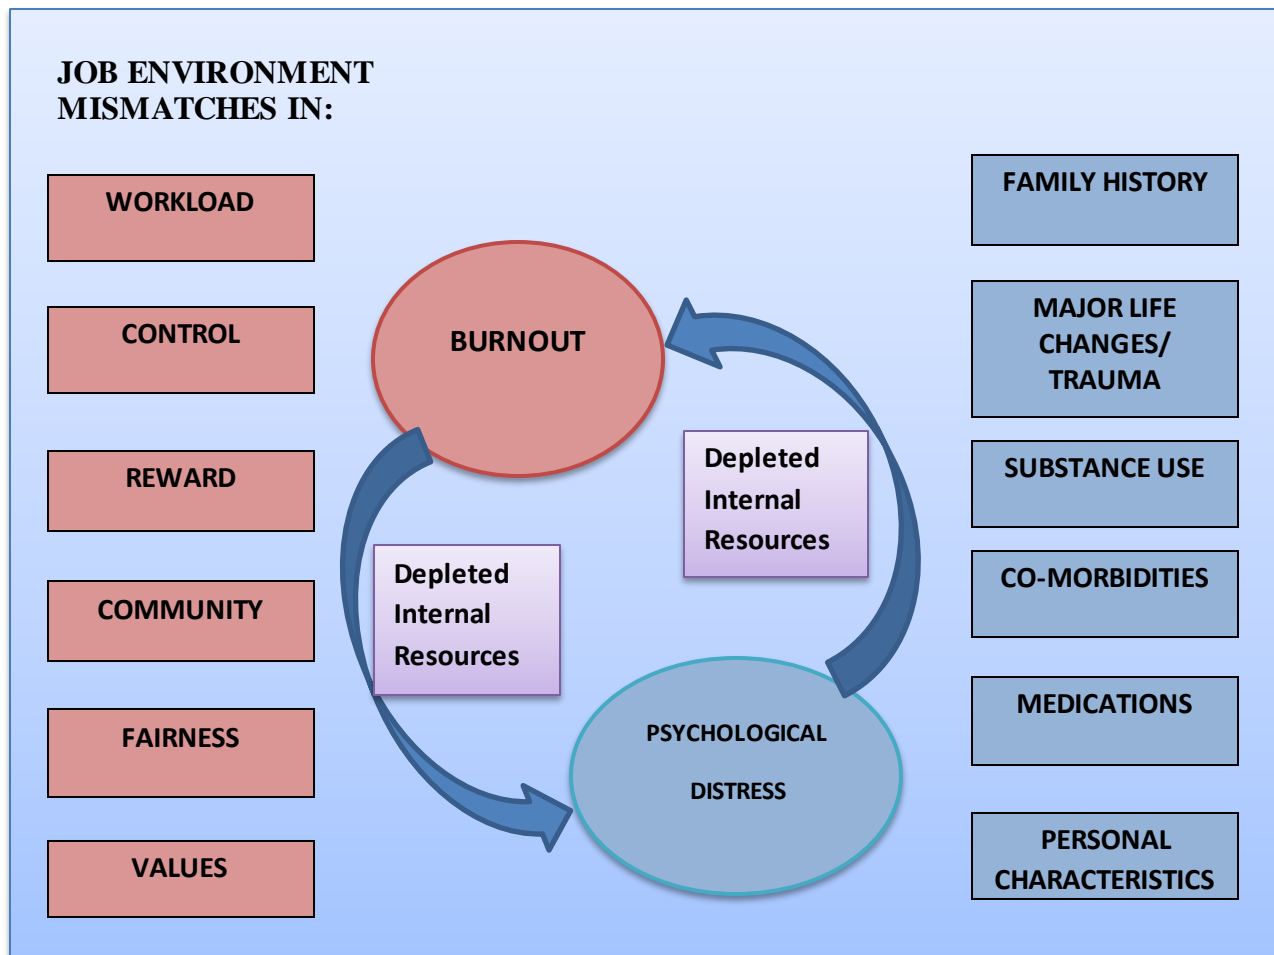 JOB ENVIRONMENT
MISMATCHES IN:
WORKLOAD
CONTROL
REWARD
COMMUNITY
FAIRNESS
VALUES
BURNOUT
Depleted
Internal
Resources
Depleted
Internal
Resources
PSYCHOLOGICAL
DISTRESS
FAMILY HISTORY
MAJOR LIFE
CHANGES/
TRAUMA
SUBSTANCE USE
CO-MORBIDITIES
MEDICATIONS
PERSONAL
CHARACTERISTICS